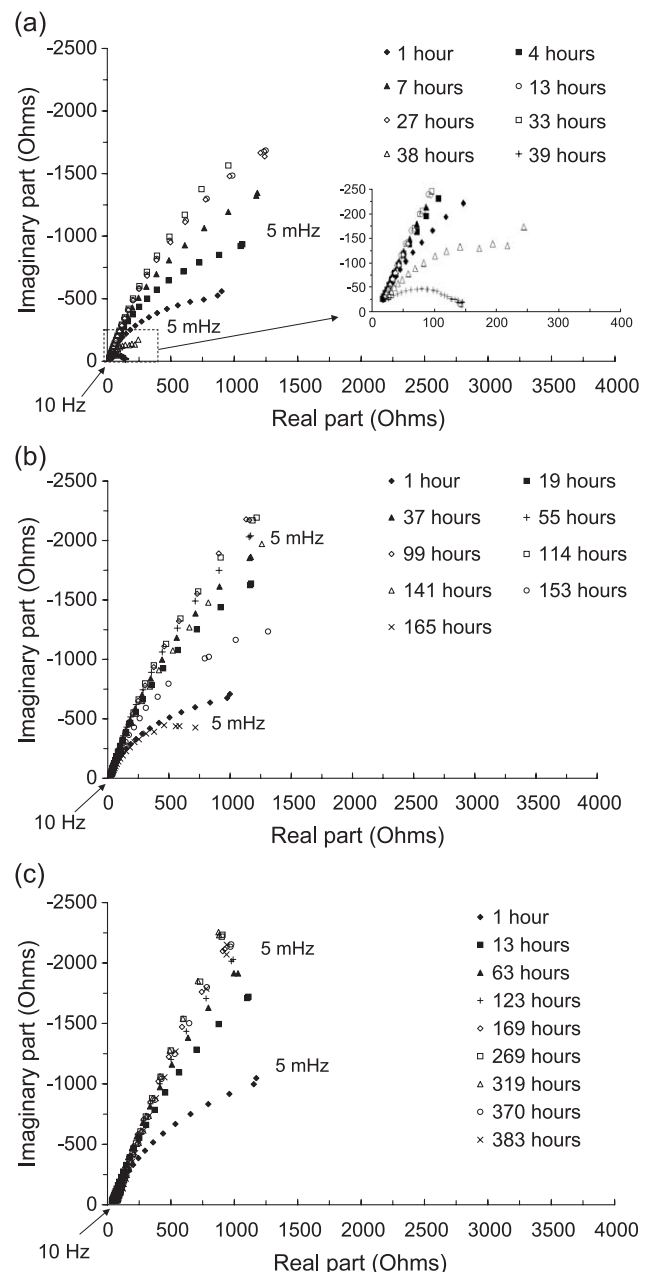 (a)
-2500
-2000
-1500
-1000
-500
0
Imaginary part (Ohms)
1 hour
4 hours
7 hours
13 hours
27 hours
33 hours
38 hours
39 hours
5 mHz
5 mHz
-250
-200
-150
-100
-50
0
0 100 200 300 400
0 500 1000 1500 2000 2500 3000 3500 4000
10 Hz
Real part (Ohms)
(b)
-2500
-2000
-1500
-1000
-500
0
Imaginary part (Ohms)
1 hour
19 hours
37 hours
55 hours
99 hours
114 hours
141 hours
153 hours
165 hours
5 mHz
5 mHz
0 500 1000 1500 2000 2500 3000 3500 4000
10 Hz
Real part (Ohms)
(c)
-2500
-2000
-1500
-1000
-500
0
Imaginary part (Ohms)
1 hour
13 hours
63 hours
123 hours
169 hours
269 hours
319 hours
370 hours
383 hours
5 mHz
5 mHz
0 500 1000 1500 2000 2500 3000 3500 4000
10 Hz
Real part (Ohms)